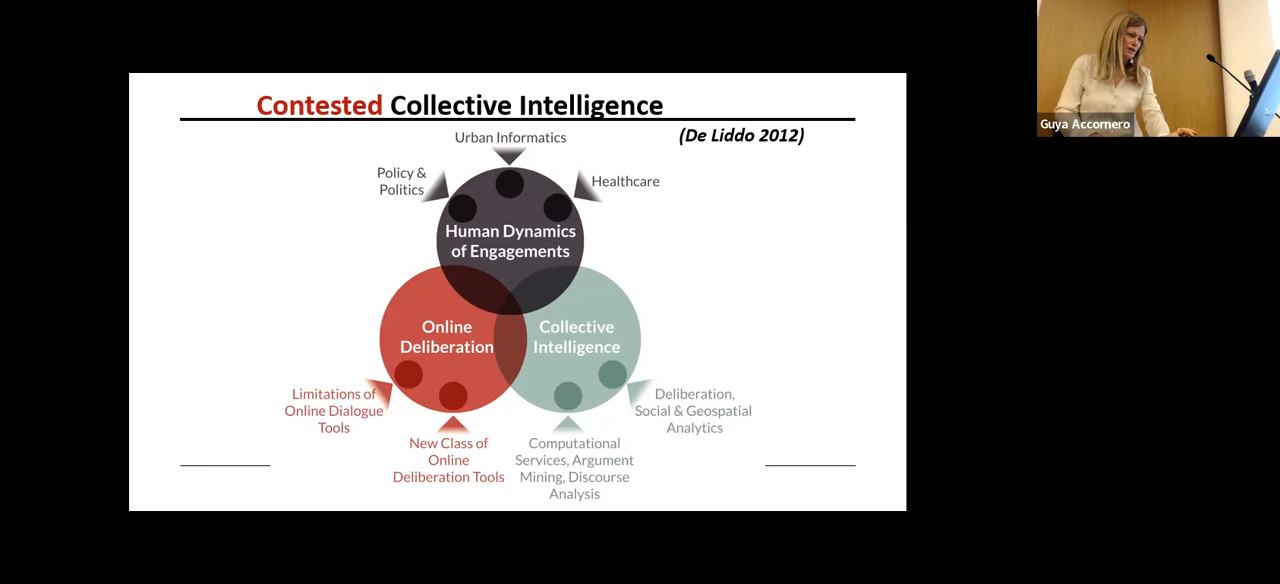 Contested Collective Intelligence
(De Liddo 2012)
Urban Informatics
Policy &
Politics
Healthcare
Human Dynamics
of Engagements
Online
Deliberation
Collective
Intelligence
Limitations of
Online Dialogue
Tools
New Class of
Online
Deliberation Tools
Computational
Services, Argument
Mining, Discourse
Analysis
Deliberation,
Social & Geospatial
Analytics
Guya Accornero